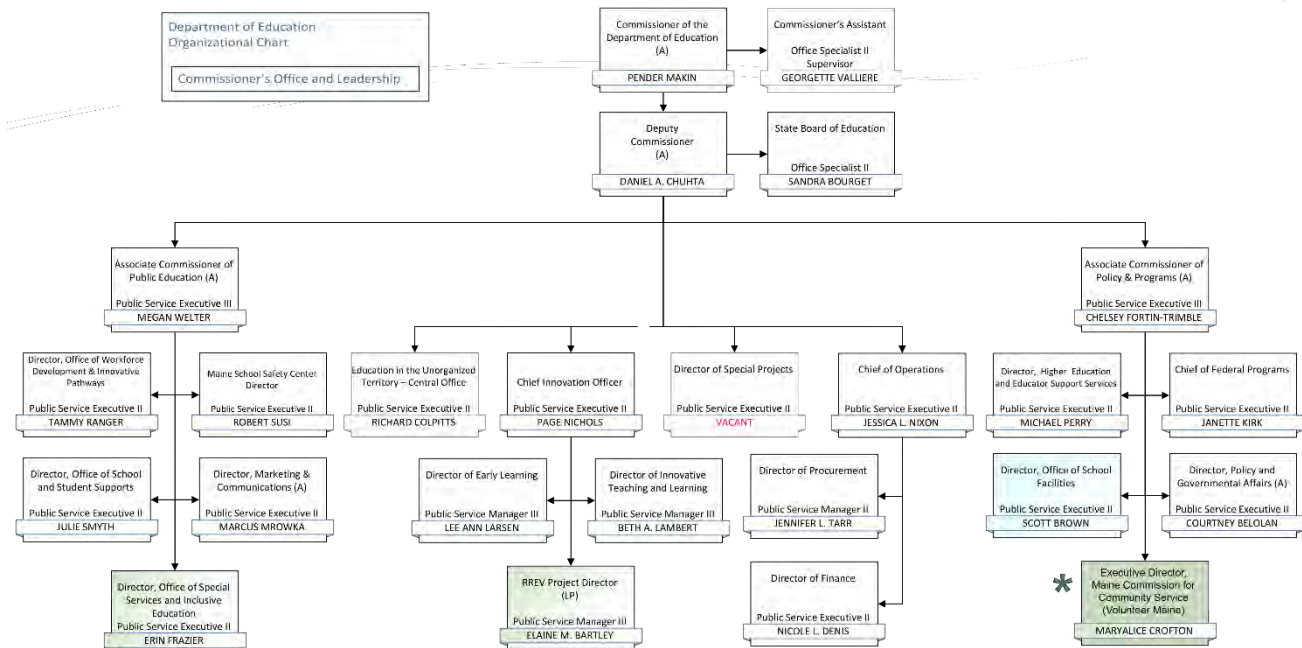 Department of Education
Organizational Chart
Commissioner's Office and Leadership
Commissioner of the
Department of Education
(A)
PENDER MAKIN
Commissioner's Assistant
Office Specialist II
Supervisor
GEORGETTE VALLIERE
Deputy
Commissioner
(A)
DANIEL A. CHUHTA
State Board of Education
Office Specialist II
SANDRA BOURGET
Associate Commissioner of
Public Education (A)
Public Service Executive III
MEGAN WELTER
Associate Commissioner of
Policy & Programs (A)
Public Service Executive III
CHELSEY FORTIN-TRIMBLE
Director, Office of Workforce
Development & Innovative
Pathways
Public Service Executive II
TAMMY RANGER
Maine School Safety Center
Director
Public Service Executive II
ROBERT SUSI
Education in the Unorganized
Territory – Central Office
Public Service Executive II
RICHARD COLPITTS
Chief Innovation Officer
Public Service Executive II
PAGE NICHOLS
Director of Special Projects
Public Service Executive II
VACANT
Chief of Operations
Public Service Executive II
JESSICA L. NIXON
Director, Higher Education
and Educator Support Services
Public Service Executive II
MICHAEL PERRY
Chief of Federal Programs
Public Service Executive II
JANETTE KIRK
Director, Office of School
and Student Supports
Public Service Executive II
JULIE SMYTH
Director, Marketing &
Communications (A)
Public Service Executive II
MARCUS MROWKA
Director of Early Learning
Public Service Manager III
LEE ANN LARSEN
Director of Innovative
Teaching and Learning
Public Service Manager III
BETH A. LAMBERT
Director of Procurement
Public Service Manager II
JENNIFER L. TARR
Director, Office of School
Facilities
Public Service Executive II
SCOTT BROWN
Director, Policy and
Governmental Affairs (A)
Public Service Executive II
COURTNEY BELOLAN
Director, Office of Special
Services and Inclusive
Education
Public Service Executive II
ERIN FRAZIER
RREV Project Director
(LP)
Public Service Manager III
ELAINE M. BARTLEY
Director of Finance
Public Service Executive II
NICOLE L. DENIS
*
Executive Director,
Maine Commission for
Community Service
(Volunteer Maine)
MARYALICE CROFTON